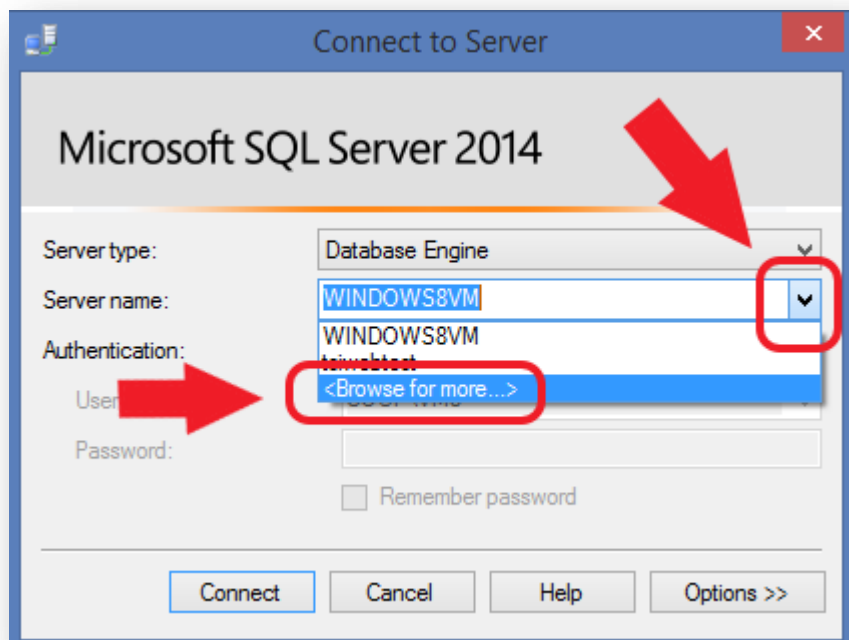 Connect to Server
Microsoft SQL Server 2014
Server type:
Database Engine
Server name:
WINDOWS8VM
WINDOWS8VM
Authentication:
<Browse for more...>
User
Password:
Remember password
Connect
Cancel
Help
Options >>